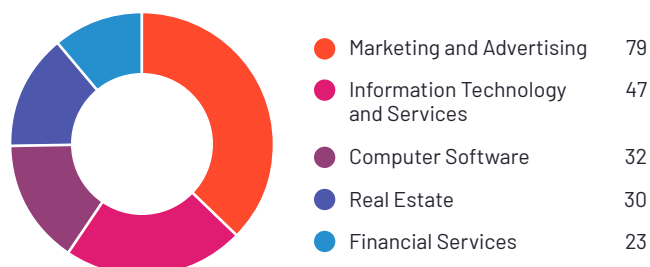 Marketing and Advertising 79
Information Technology 47
and Services
Computer Software 32
Real Estate 30
Financial Services 23